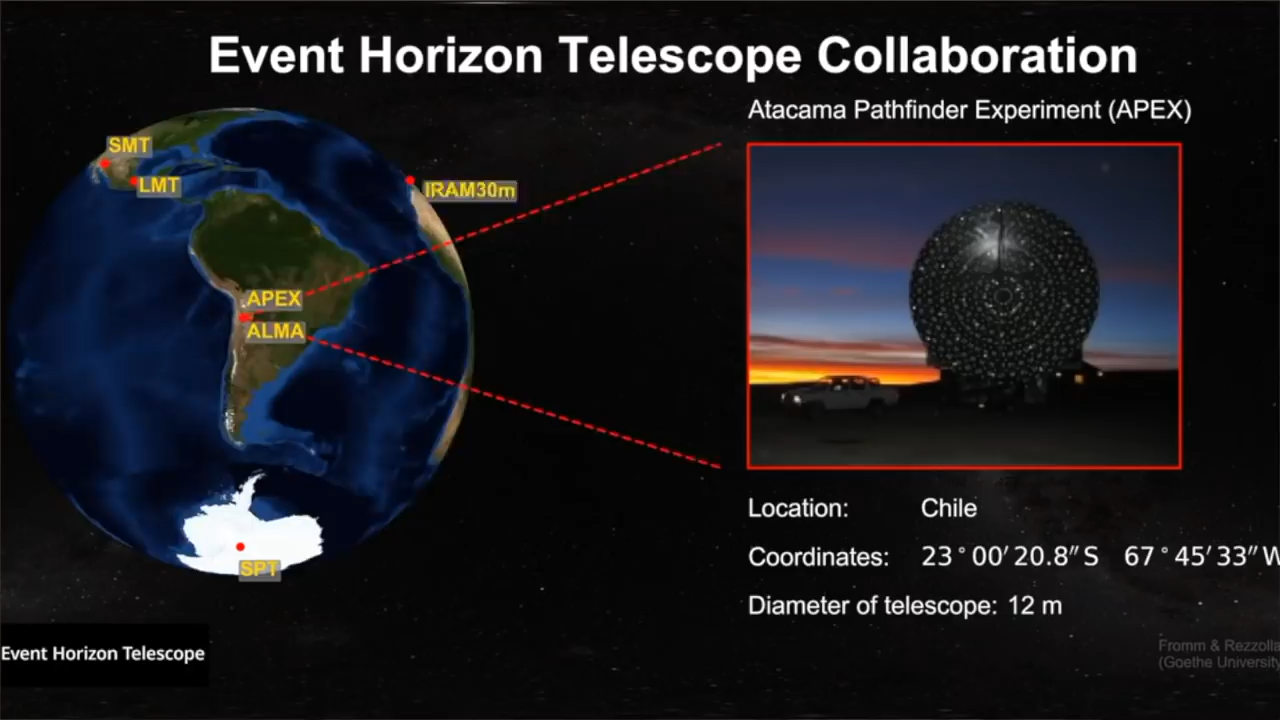 Event Horizon Telescope Collaboration
Atacama Pathfinder Experiment (APEX)
SMT
LMT
IRAM30m
APEX
ALMA
SPT
Location: Chile
Coordinates: 23°00′20.8″S 67°45′33″W
Diameter of telescope: 12 m
Event Horizon Telescope
Fromm & Rezzolla
(Goethe University